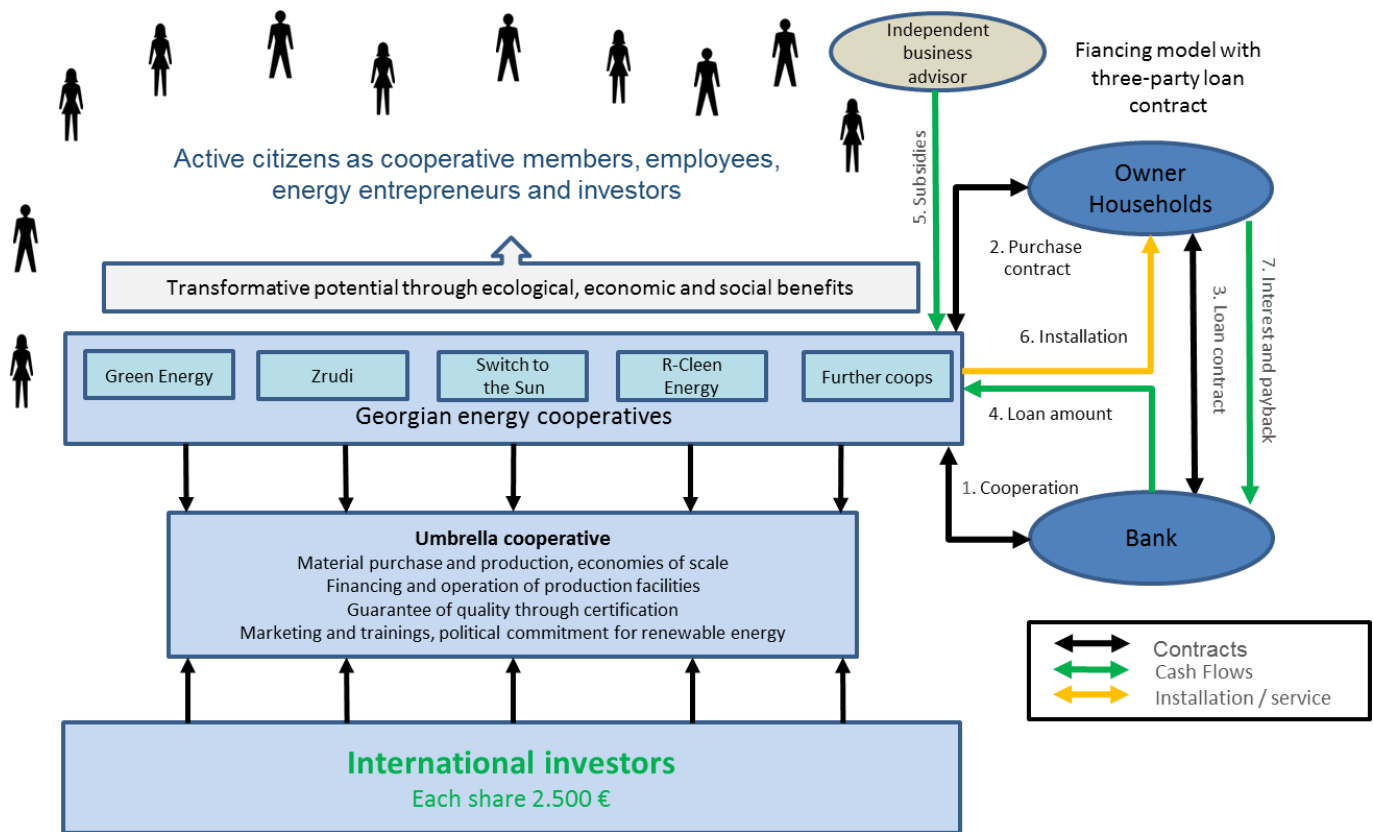 Independent
business
advisor
Fiancing model with
three-party loan
contract
Active citizens as cooperative members, employees,
energy entrepreneurs and investors
5. Subsidies
Owner
Households
2. Purchase
contract
Transformative potential through ecological, economic and social benefits
6. Installation
3. Loan contract
7. Interest and payback
Green Energy
Zrudi
Switch to
the Sun
R-Cleen
Energy
Further coops
Georgian energy cooperatives
4. Loan amount
1. Cooperation
Bank
Umbrella cooperative
Material purchase and production, economies of scale
Financing and operation of production facilities
Guarantee of quality through certification
Marketing and trainings, political commitment for renewable energy
Contracts
Cash Flows
Installation / service
International investors
Each share 2.500 €